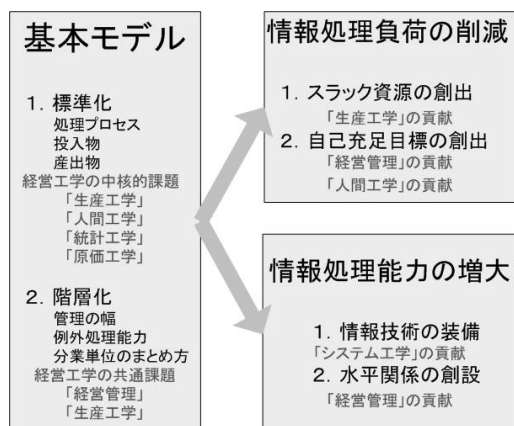 基本モデル
1. 標準化
処理プロセス
投入物
産出物
経営工学の中核的課題
「生産工学」
「人間工学」
「統計工学」
「原価工学」
2. 階層化
管理の幅
例外処理能力
分業単位のまとめ方
経営工学の共通課題
「経営管理」
「生産工学」
情報処理負荷の削減
1. スラック資源の創出
「生産工学」の貢献
2. 自己充足目標の創出
「経営管理」の貢献
「人間工学」の貢献
情報処理能力の増大
1. 情報技術の装備
「システム工学」の貢献
2. 水平関係の創設
「経営管理」の貢献